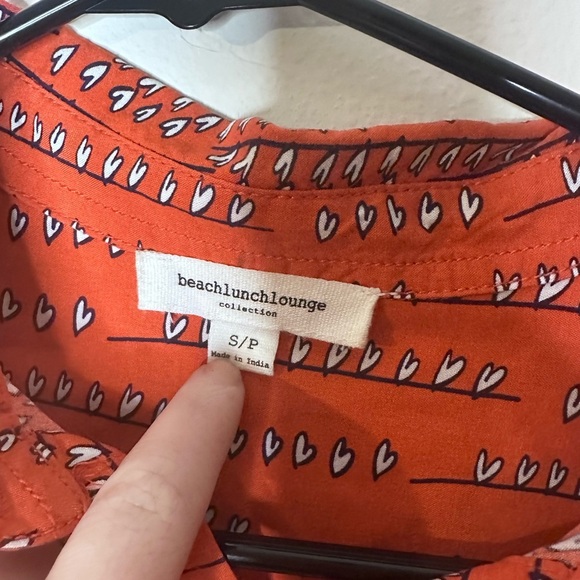 beachlunchlounge
collection
S/P
Made in India